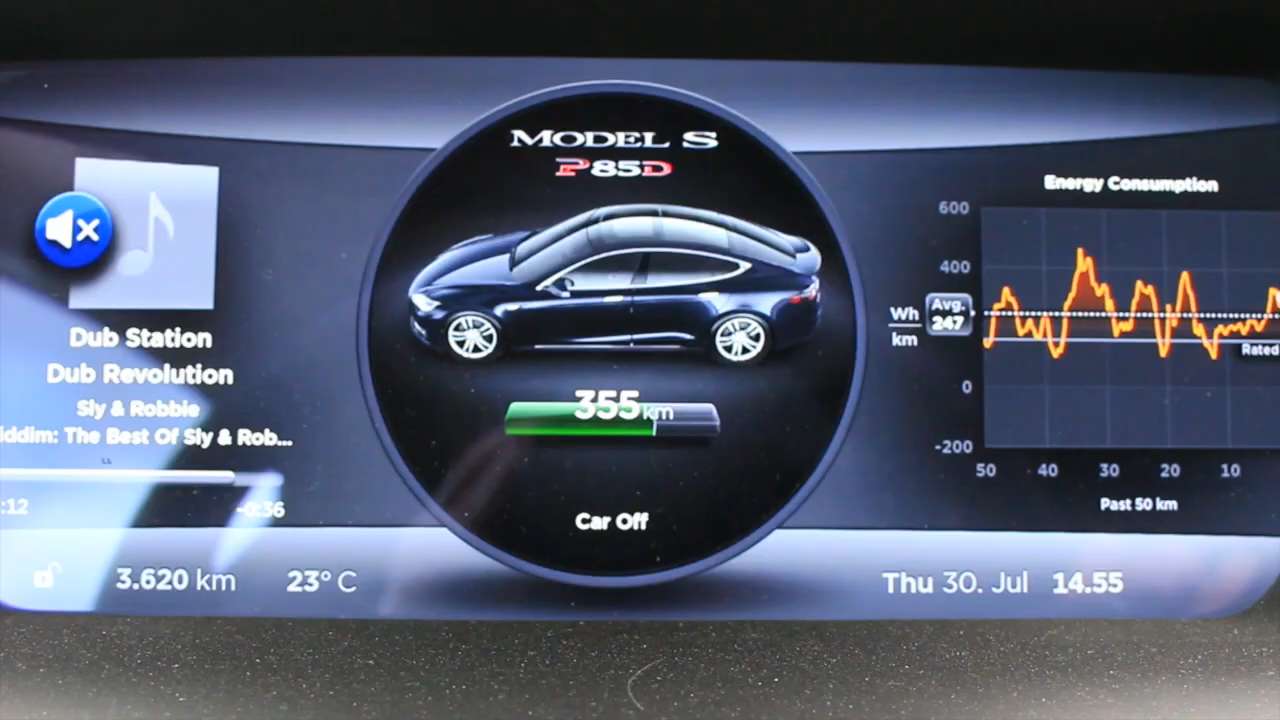 MODEL S
P85D
Dub Station
Dub Revolution
Sly & Robbie
iddim: The Best Of Sly & Rob...
:12
-0:36
355 km
Car Off
Energy Consumption
600
400
0
-200
Wh
km
Avg.
247
Rated
50 40 30 20 10
Past 50 km
3.620 km 23° C
Thu 30. Jul 14.55